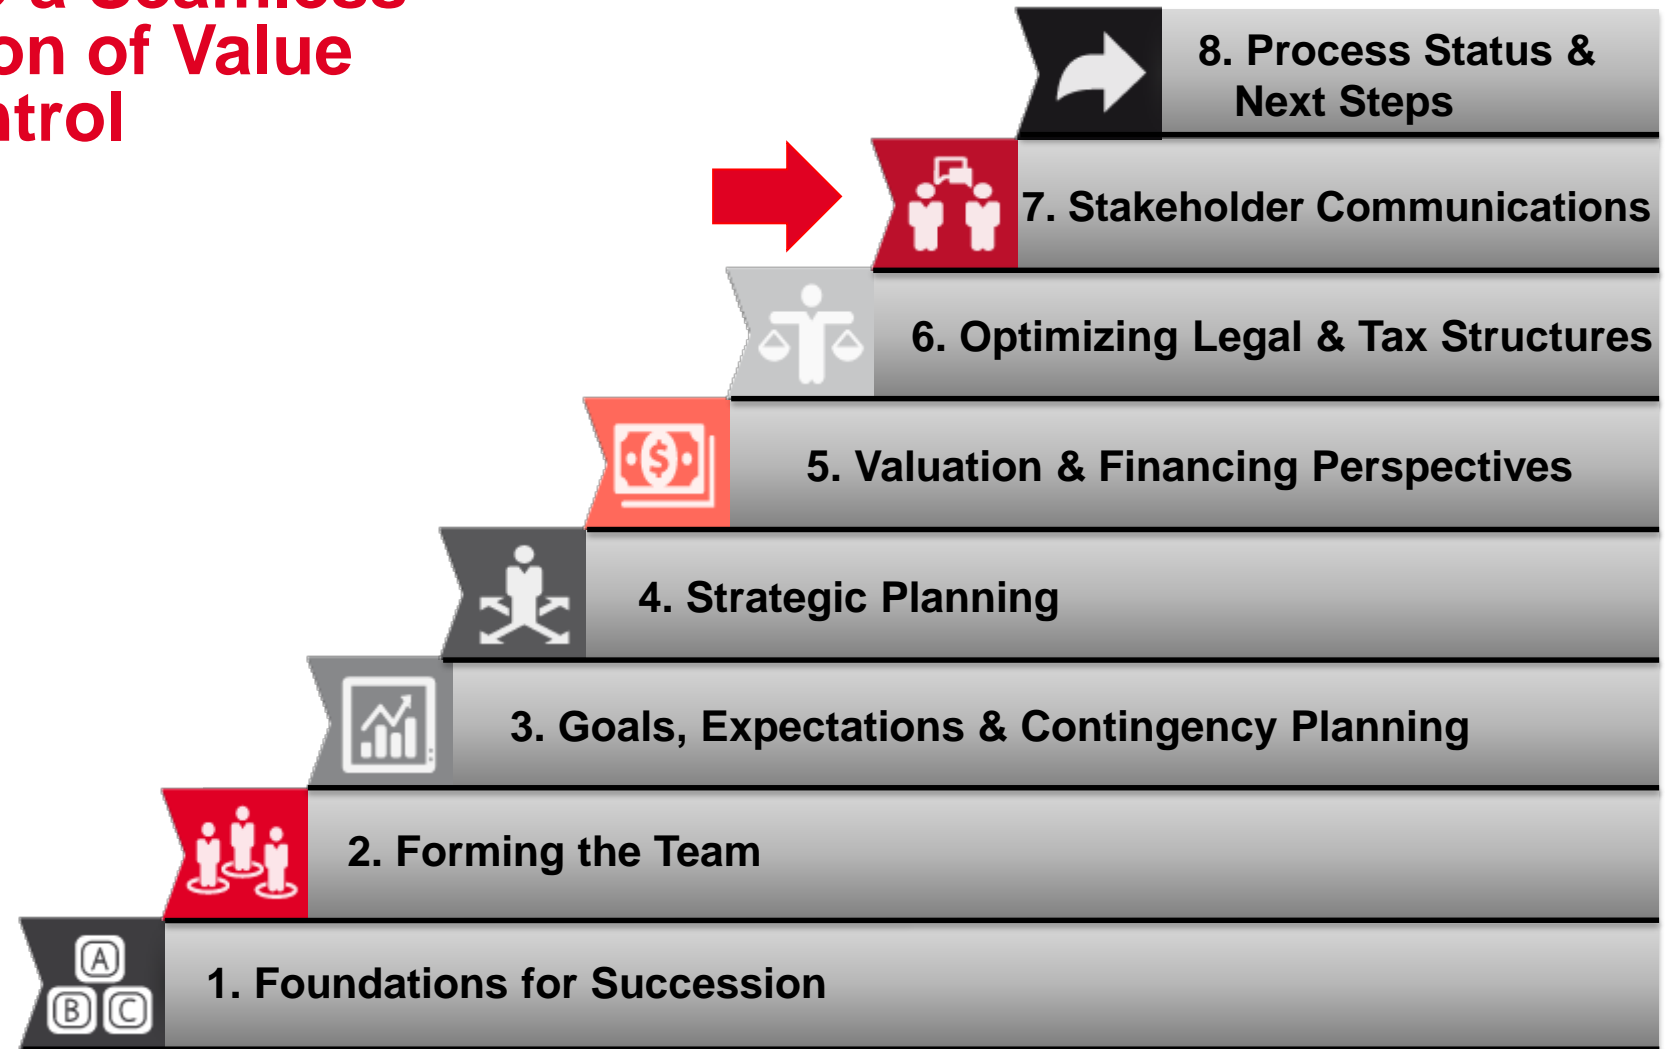 a Seamless
on of Value
ntrol
8. Process Status &
Next Steps
7. Stakeholder Communications
6. Optimizing Legal & Tax Structures
5. Valuation & Financing Perspectives
4. Strategic Planning
3. Goals, Expectations & Contingency Planning
2. Forming the Team
1. Foundations for Succession
A
B C
$